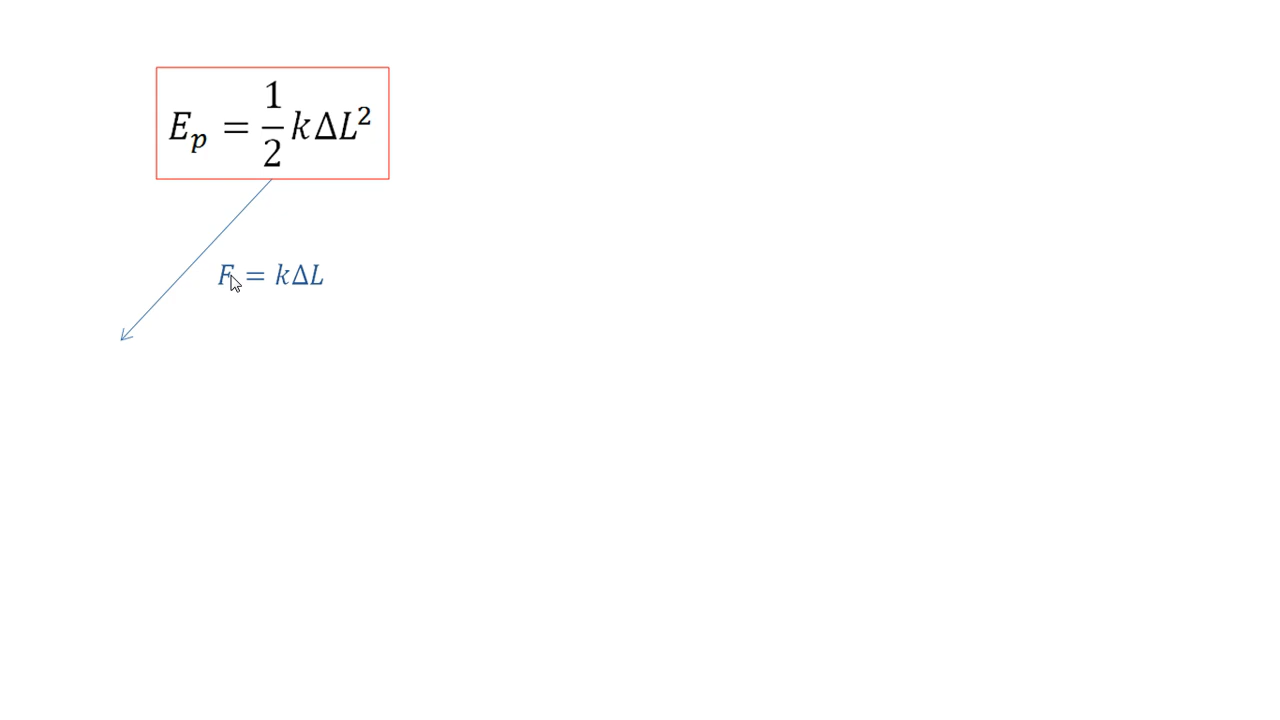 E_p = 1/2 kΔL²
F = kΔL